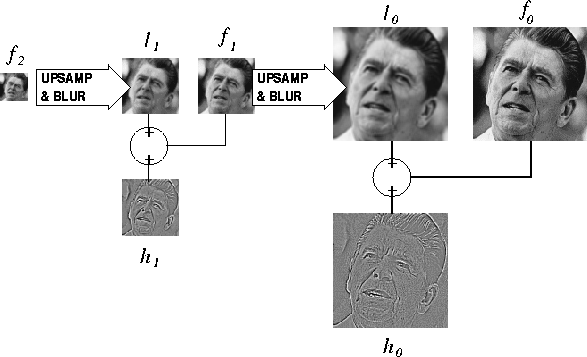 f2
UPSAMP
& BLUR
l1
f1
UPSAMP
& BLUR
l0
f0
+
+
+
+
h1
h0